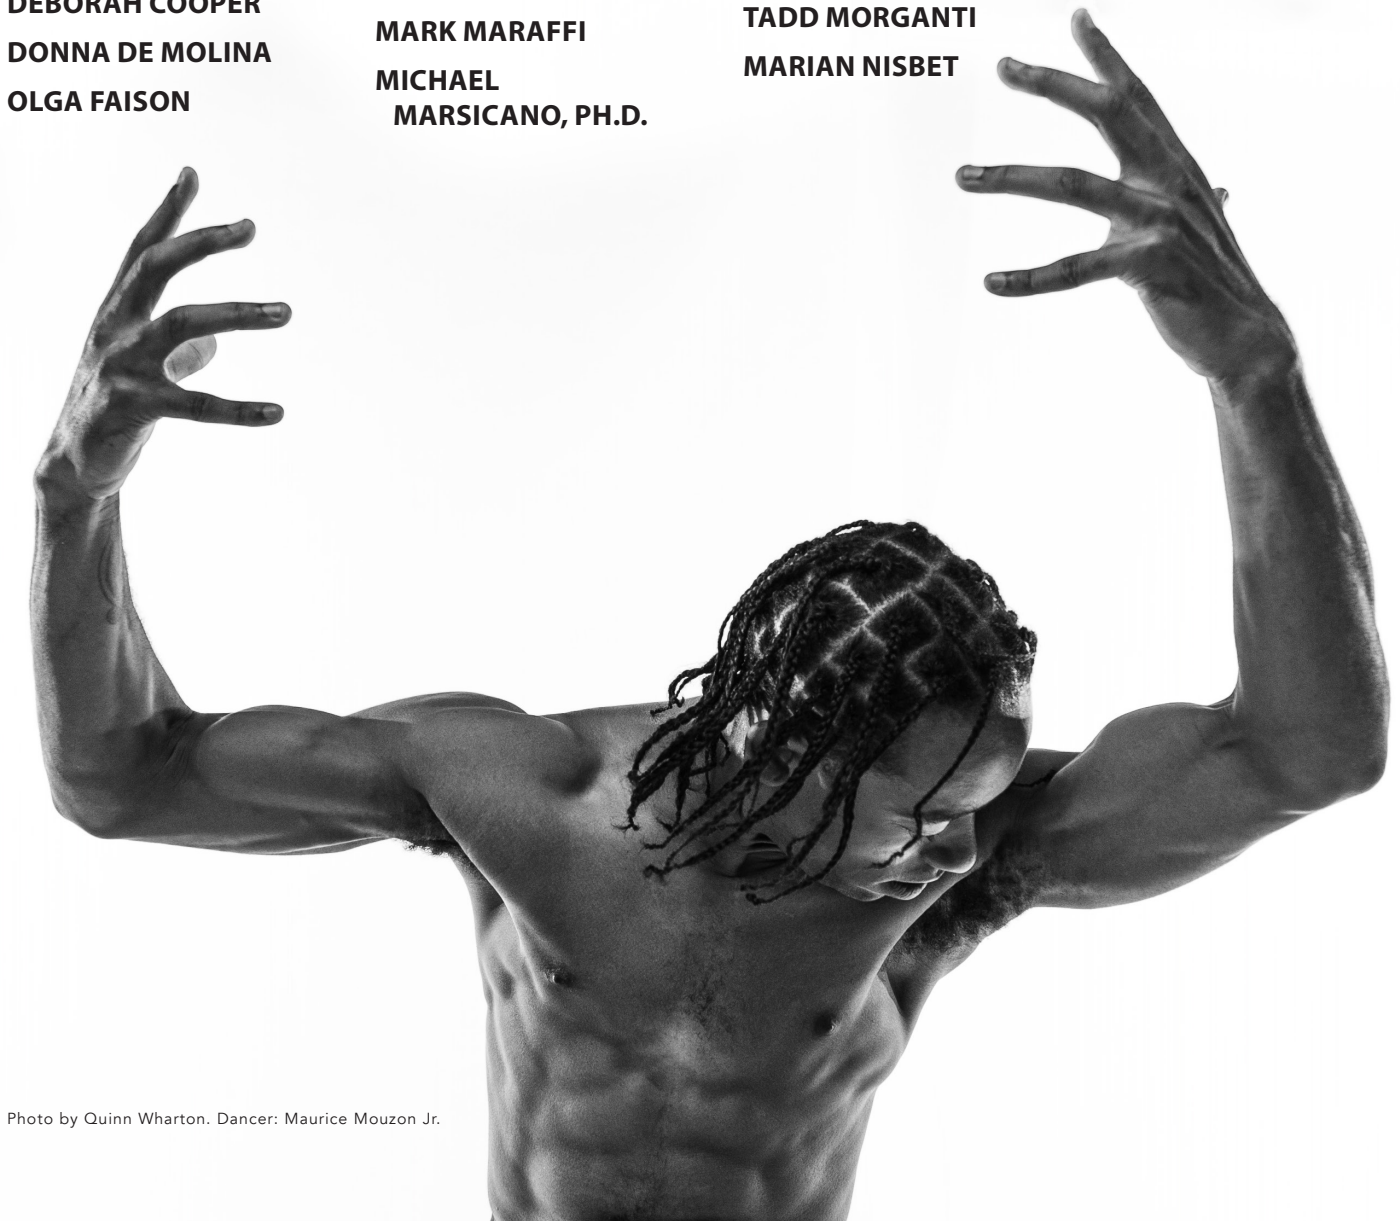 DEBORAH COOPER
DONNA DE MOLINA
OLGA FAISON
MARK MARAFFI
MICHAEL
MARSICANO, PH.D.
TADD MORGANTI
MARIAN NISBET
Photo by Quinn Wharton. Dancer: Maurice Mouzon Jr.